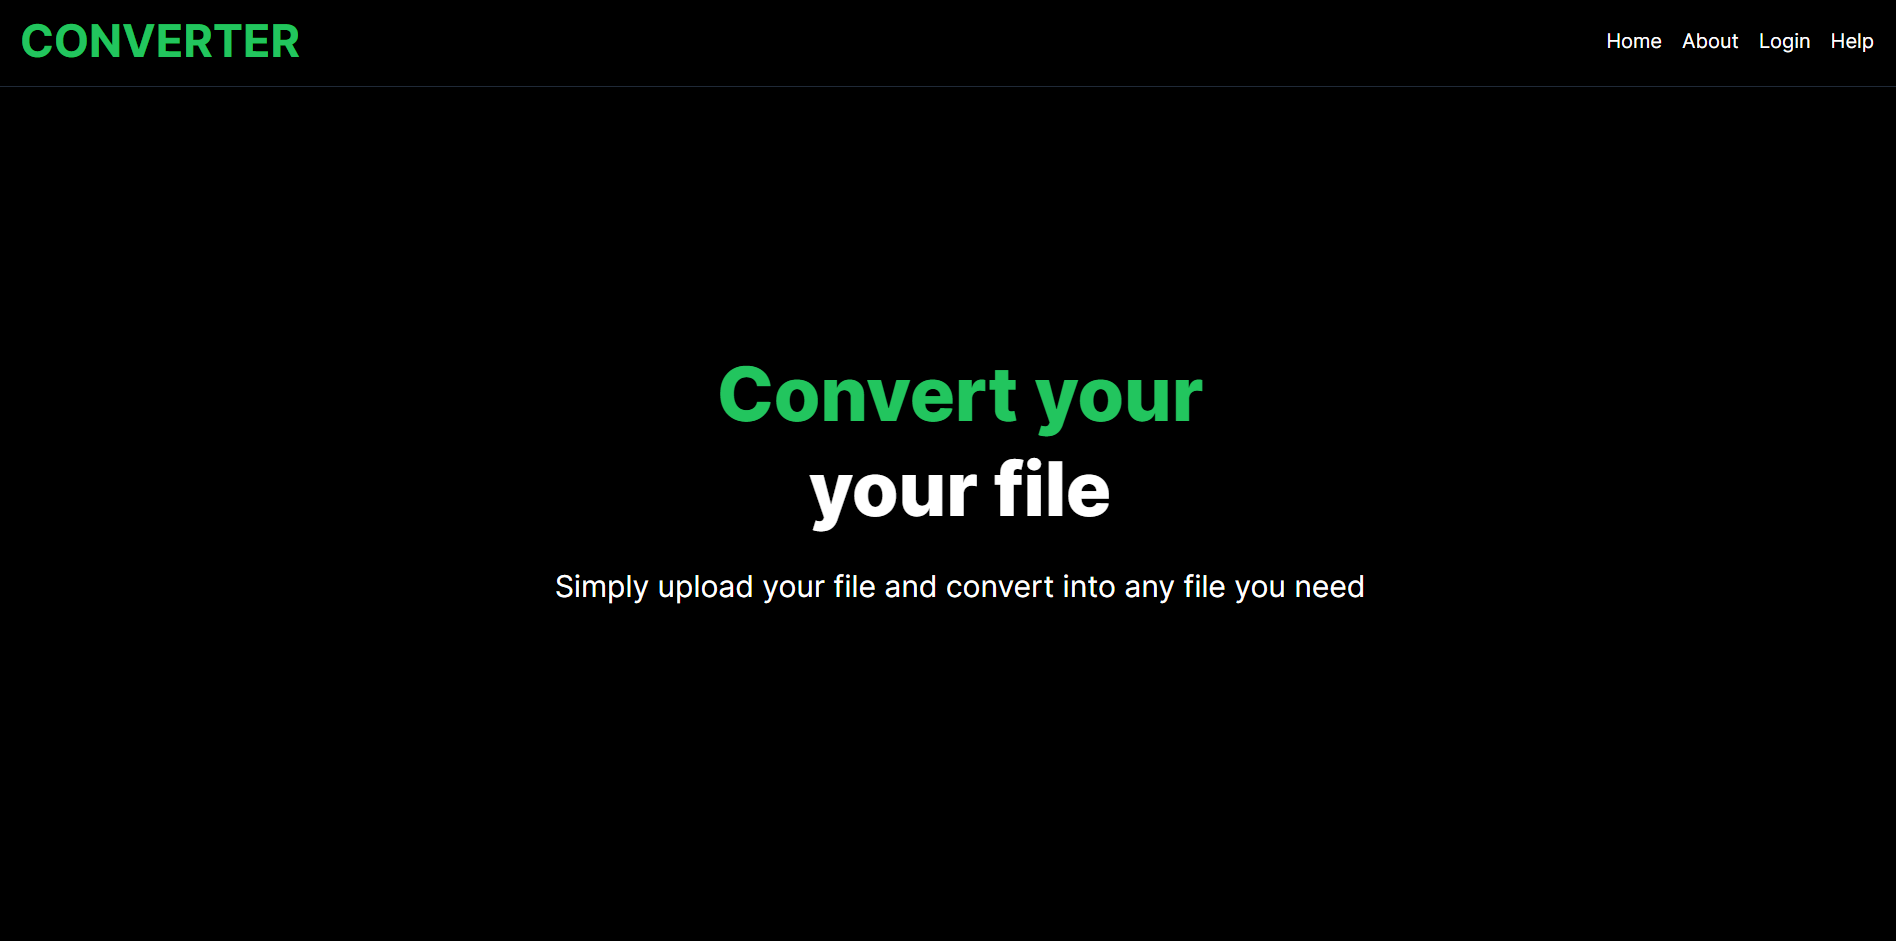 CONVERTER
Home About Login Help
Convert your
your file
Simply upload your file and convert into any file you need